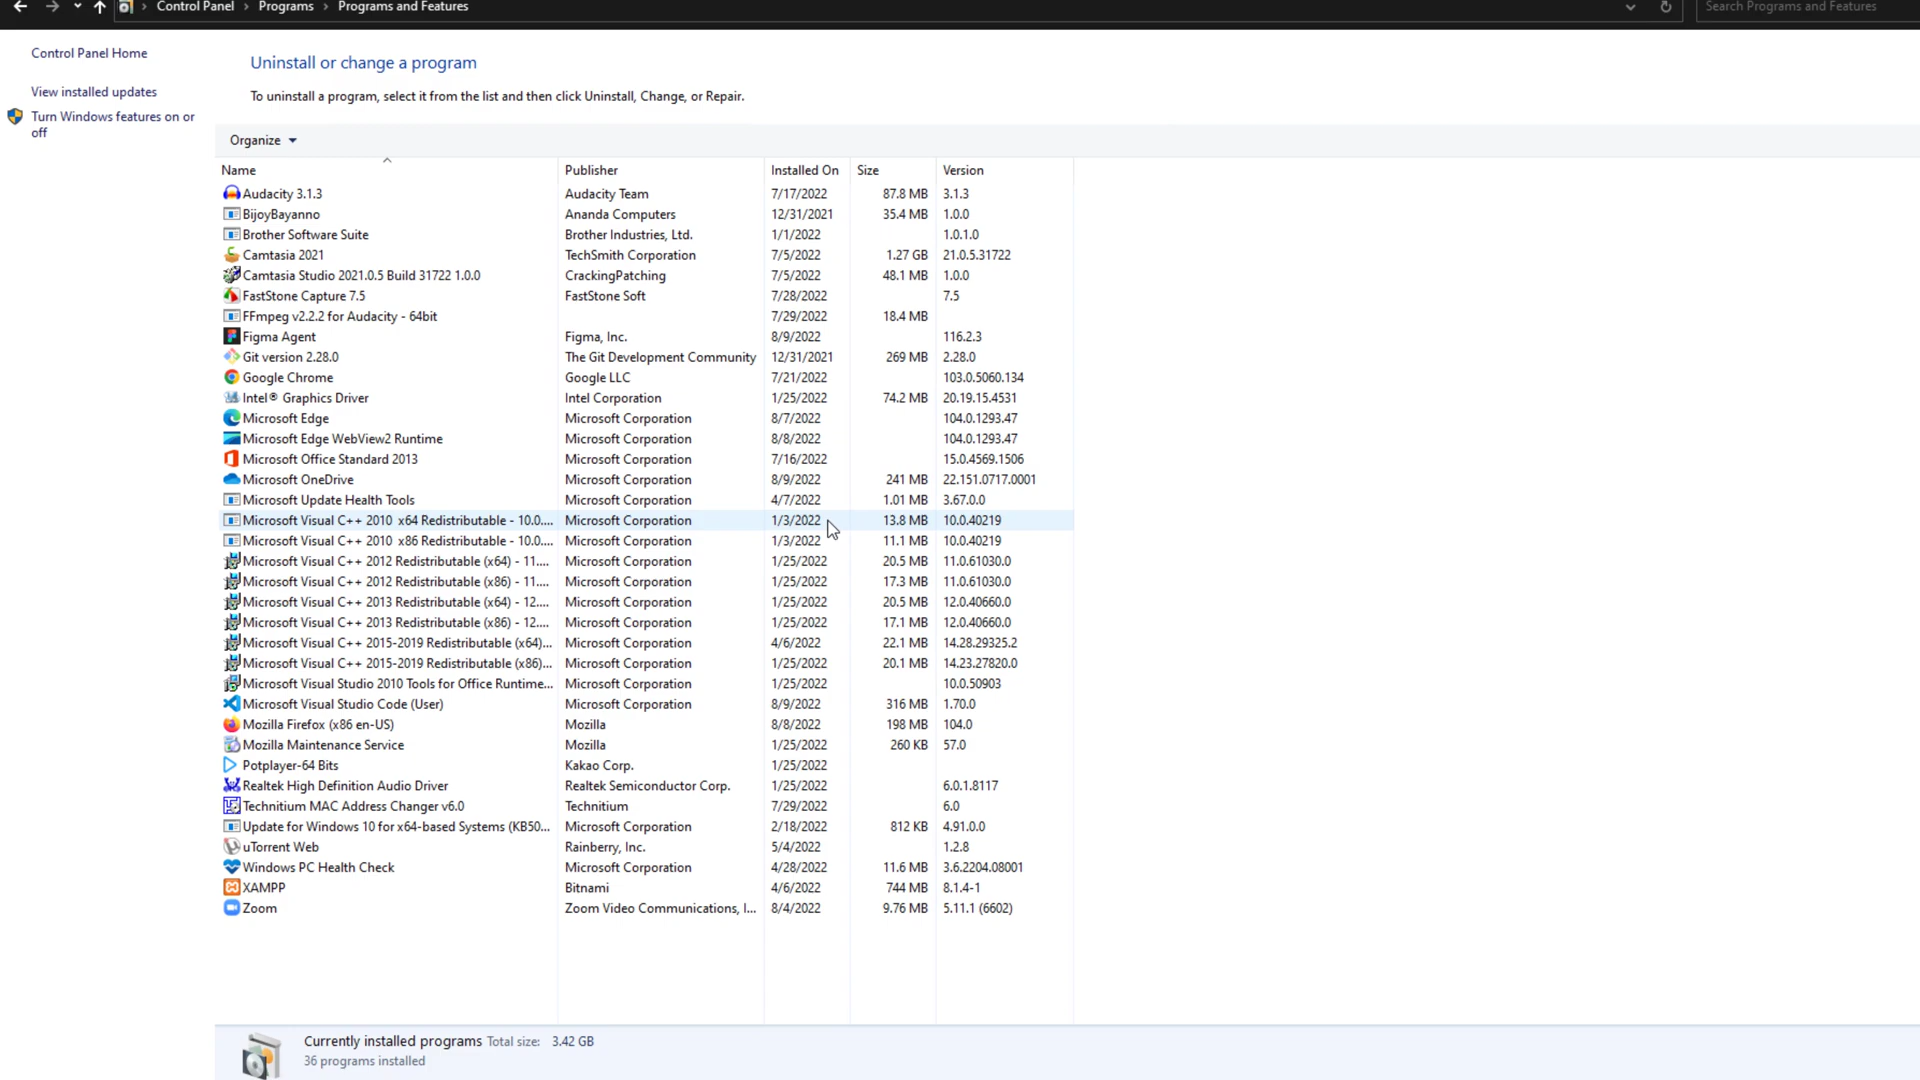 Control Panel › Programs › Programs and Features
Search Programs and Features
Control Panel Home
View installed updates
Turn Windows features on or
off
Uninstall or change a program
To uninstall a program, select it from the list and then click Uninstall, Change, or Repair.
Organize
Name Publisher Installed On Size Version
Audacity 3.1.3 Audacity Team 7/17/2022 87.8 MB 3.1.3
BijoyBayanno Ananda Computers 12/31/2021 35.4 MB 1.0.0
Brother Software Suite Brother Industries, Ltd. 1/1/2022 1.0.1.0
Camtasia 2021 TechSmith Corporation 7/5/2022 1.27 GB 21.0.5.31722
Camtasia Studio 2021.0.5 Build 31722 1.0.0 CrackingPatching 7/5/2022 48.1 MB 1.0.0
FastStone Capture 7.5 FastStone Soft 7/28/2022 7.5
FFmpeg v2.2.2 for Audacity - 64bit 7/29/2022 18.4 MB
Figma Agent Figma, Inc. 8/9/2022 116.2.3
Git version 2.28.0 The Git Development Community 12/31/2021 269 MB 2.28.0
Google Chrome Google LLC 7/21/2022 103.0.5060.134
Intel® Graphics Driver Intel Corporation 1/25/2022 74.2 MB 20.19.15.4531
Microsoft Edge Microsoft Corporation 8/7/2022 104.0.1293.47
Microsoft Edge WebView2 Runtime Microsoft Corporation 8/8/2022 104.0.1293.47
Microsoft Office Standard 2013 Microsoft Corporation 7/16/2022 15.0.4569.1506
Microsoft OneDrive Microsoft Corporation 8/9/2022 241 MB 22.151.0717.0001
Microsoft Update Health Tools Microsoft Corporation 4/7/2022 1.01 MB 3.67.0.0
Microsoft Visual C++ 2010 x64 Redistributable - 10.0.... Microsoft Corporation 1/3/2022 13.8 MB 10.0.40219
Microsoft Visual C++ 2010 x86 Redistributable - 10.0.... Microsoft Corporation 1/3/2022 11.1 MB 10.0.40219
Microsoft Visual C++ 2012 Redistributable (x64) - 11.... Microsoft Corporation 1/25/2022 20.5 MB 11.0.61030.0
Microsoft Visual C++ 2012 Redistributable (x86) - 11.... Microsoft Corporation 1/25/2022 17.3 MB 11.0.61030.0
Microsoft Visual C++ 2013 Redistributable (x64) - 12.... Microsoft Corporation 1/25/2022 20.5 MB 12.0.40660.0
Microsoft Visual C++ 2013 Redistributable (x86) - 12.... Microsoft Corporation 1/25/2022 17.1 MB 12.0.40660.0
Microsoft Visual C++ 2015-2019 Redistributable (x64)... Microsoft Corporation 4/6/2022 22.1 MB 14.28.29325.2
Microsoft Visual C++ 2015-2019 Redistributable (x86)... Microsoft Corporation 1/25/2022 20.1 MB 14.23.27820.0
Microsoft Visual Studio 2010 Tools for Office Runtime... Microsoft Corporation 1/25/2022 10.0.50903
Microsoft Visual Studio Code (User) Microsoft Corporation 8/9/2022 316 MB 1.70.0
Mozilla Firefox (x86 en-US) Mozilla 8/8/2022 198 MB 104.0
Mozilla Maintenance Service Mozilla 1/25/2022 260 KB 57.0
Potplayer-64 Bits Kakao Corp. 1/25/2022
Realtek High Definition Audio Driver Realtek Semiconductor Corp. 1/25/2022 6.0.1.8117
Technitium MAC Address Changer v6.0 Technitium 7/29/2022 6.0
Update for Windows 10 for x64-based Systems (KB50... Microsoft Corporation 2/18/2022 812 KB 4.91.0.0
uTorrent Web Rainberry, Inc. 5/4/2022 1.2.8
Windows PC Health Check Microsoft Corporation 4/28/2022 11.6 MB 3.6.2204.08001
XAMPP Bitnami 4/6/2022 744 MB 8.1.4-1
Zoom Zoom Video Communications, I... 8/4/2022 9.76 MB 5.11.1 (6602)
Currently installed programs Total size: 3.42 GB
36 programs installed